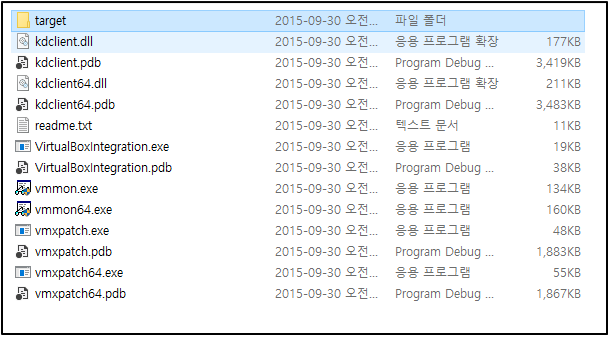 target 2015-09-30 오전... 파일 폴더
kdclient.dll 2015-09-30 오전... 응용 프로그램 확장 177KB
kdclient.pdb 2015-09-30 오전... Program Debug ... 3,419KB
kdclient64.dll 2015-09-30 오전... 응용 프로그램 확장 211KB
kdclient64.pdb 2015-09-30 오전... Program Debug ... 3,483KB
readme.txt 2015-09-30 오전... 텍스트 문서 11KB
VirtualBoxIntegration.exe 2015-09-30 오전... 응용 프로그램 19KB
VirtualBoxIntegration.pdb 2015-09-30 오전... Program Debug ... 38KB
vmmon.exe 2015-09-30 오전... 응용 프로그램 134KB
vmmon64.exe 2015-09-30 오전... 응용 프로그램 160KB
vmxpatch.exe 2015-09-30 오전... 응용 프로그램 48KB
vmxpatch.pdb 2015-09-30 오전... Program Debug ... 1,883KB
vmxpatch64.exe 2015-09-30 오전... 응용 프로그램 55KB
vmxpatch64.pdb 2015-09-30 오전... Program Debug ... 1,867KB